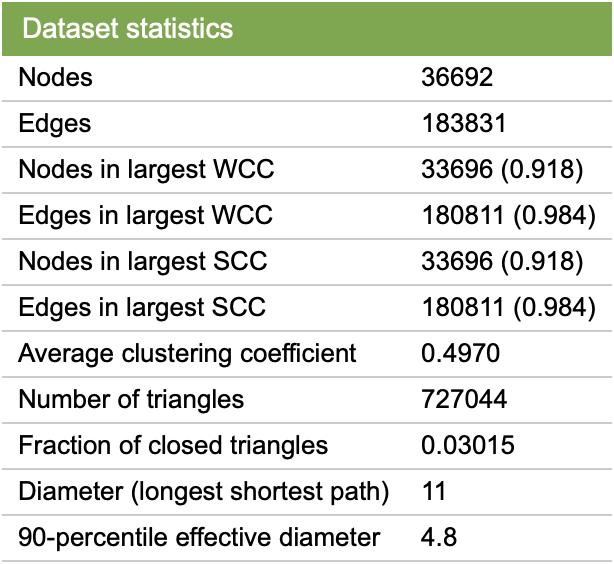 Dataset statistics
Nodes 36692
Edges 183831
Nodes in largest WCC 33696 (0.918)
Edges in largest WCC 180811 (0.984)
Nodes in largest SCC 33696 (0.918)
Edges in largest SCC 180811 (0.984)
Average clustering coefficient 0.4970
Number of triangles 727044
Fraction of closed triangles 0.03015
Diameter (longest shortest path) 11
90-percentile effective diameter 4.8